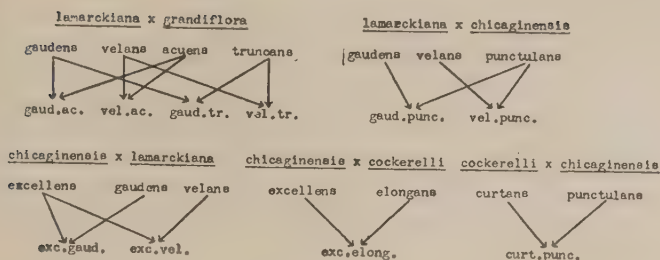 lamarckiana x grandiflora
lamarckiana x chicaginensis
gaudens velans acuens truncans
gaudens velans punctulans
gaud.ac. vel.ac. gaud.tr. vel.tr.
gaud.punc. vel.punc.
chicaginensis x lamarckiana
chicaginensis x cockerelli
cockerelli x chicaginensis
excellens gaudens velans
excellens elongans
curtans punctulans
exc.gaud. exc.vel.
exc.elong.
curt.punc.